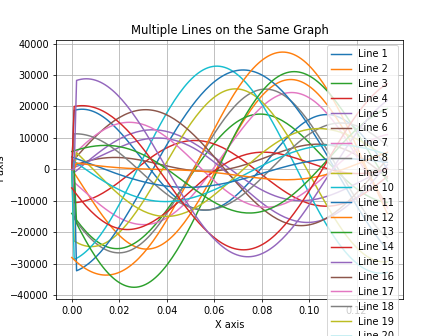 Multiple Lines on the Same Graph
40000
30000
20000
10000
0
-10000
-20000
-30000
-40000
0.00
0.02
0.04
0.06
0.08
0.10
X axis
Line 1
Line 2
Line 3
Line 4
Line 5
Line 6
Line 7
Line 8
Line 9
Line 10
Line 11
Line 12
Line 13
Line 14
Line 15
Line 16
Line 17
Line 18
Line 19
Line 20